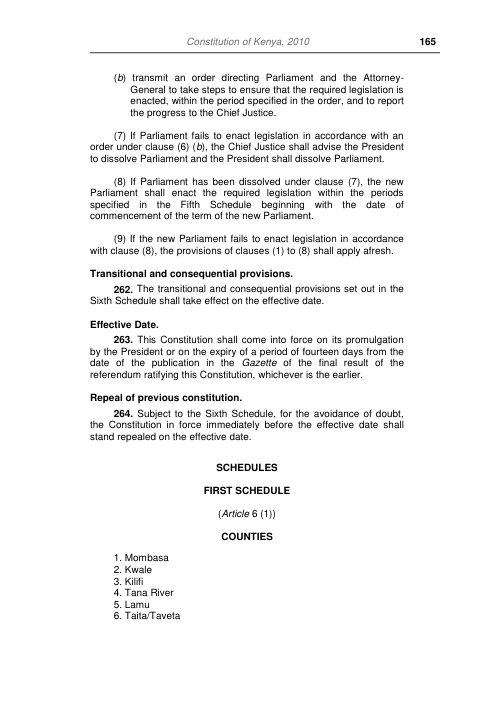 Constitution of Kenya, 2010 165
(b) transmit an order directing Parliament and the Attorney-
General to take steps to ensure that the required legislation is
enacted, within the period specified in the order, and to report
the progress to the Chief Justice.
(7) If Parliament fails to enact legislation in accordance with an
order under clause (6) (b), the Chief Justice shall advise the President
to dissolve Parliament and the President shall dissolve Parliament.
(8) If Parliament has been dissolved under clause (7), the new
Parliament shall enact the required legislation within the periods
specified in the Fifth Schedule beginning with the date of
commencement of the term of the new Parliament.
(9) If the new Parliament fails to enact legislation in accordance
with clause (8), the provisions of clauses (1) to (8) shall apply afresh.
Transitional and consequential provisions.
262. The transitional and consequential provisions set out in the
Sixth Schedule shall take effect on the effective date.
Effective Date.
263. This Constitution shall come into force on its promulgation
by the President or on the expiry of a period of fourteen days from the
date of the publication in the Gazette of the final result of the
referendum ratifying this Constitution, whichever is the earlier.
Repeal of previous constitution.
264. Subject to the Sixth Schedule, for the avoidance of doubt,
the Constitution in force immediately before the effective date shall
stand repealed on the effective date.
SCHEDULES
FIRST SCHEDULE
(Article 6 (1))
COUNTIES
1. Mombasa
2. Kwale
3. Kilifi
4. Tana River
5. Lamu
6. Taita/Taveta